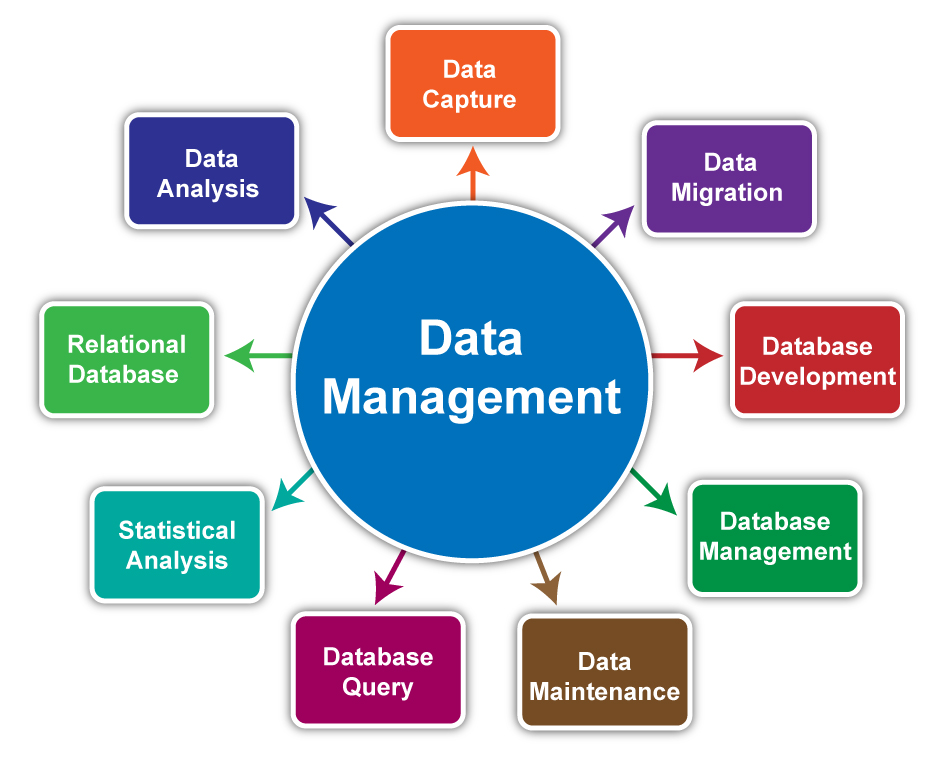 Data
Capture
Data
Migration
Database
Development
Database
Management
Data
Maintenance
Database
Query
Statistical
Analysis
Relational
Database
Data
Analysis
Data
Management